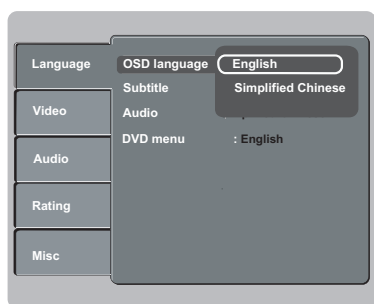 Language
Video
Audio
Rating
Misc
OSD language
English
Subtitle
Simplified Chinese
Audio
DVD menu
: English